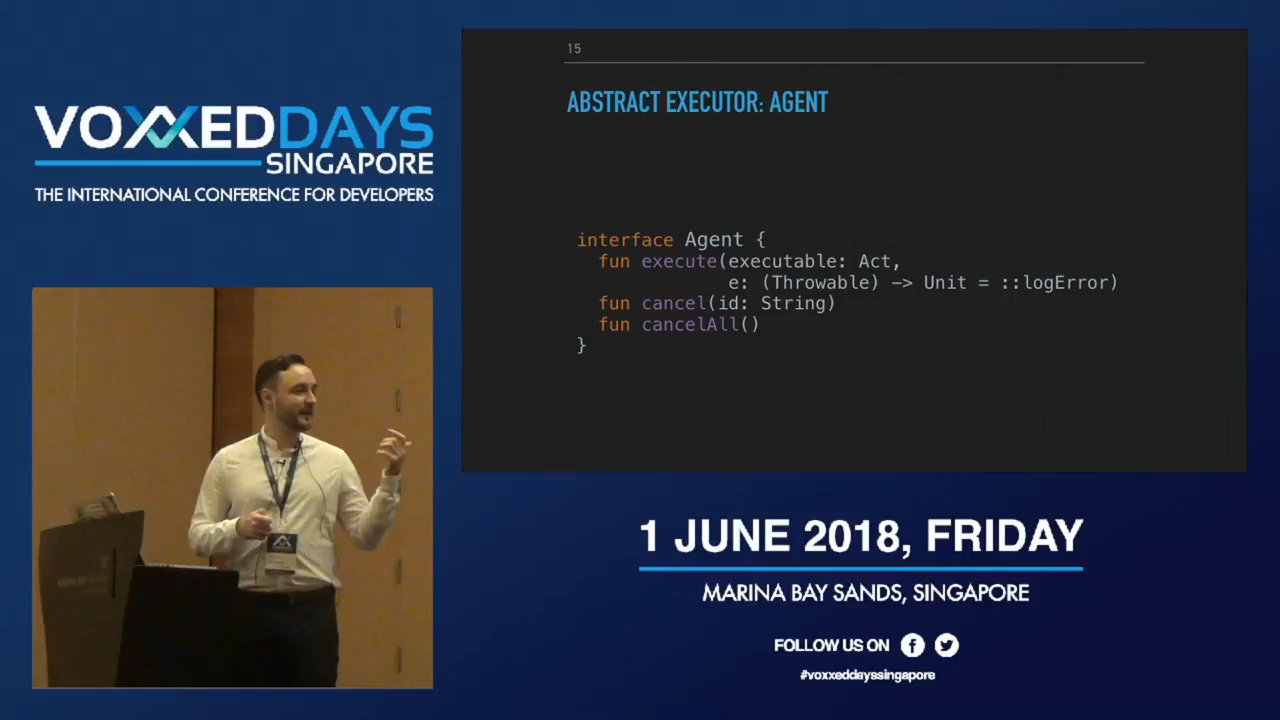 VOXXEDDAYS
SINGAPORE
THE INTERNATIONAL CONFERENCE FOR DEVELOPERS
15
ABSTRACT EXECUTOR: AGENT
interface Agent {
fun execute(executable: Act,
e: (Throwable) -> Unit = ::logError)
fun cancel(id: String)
fun cancelAll()
}
1 JUNE 2018, FRIDAY
MARINA BAY SANDS, SINGAPORE
FOLLOW US ON
#voxxeddayssingapore